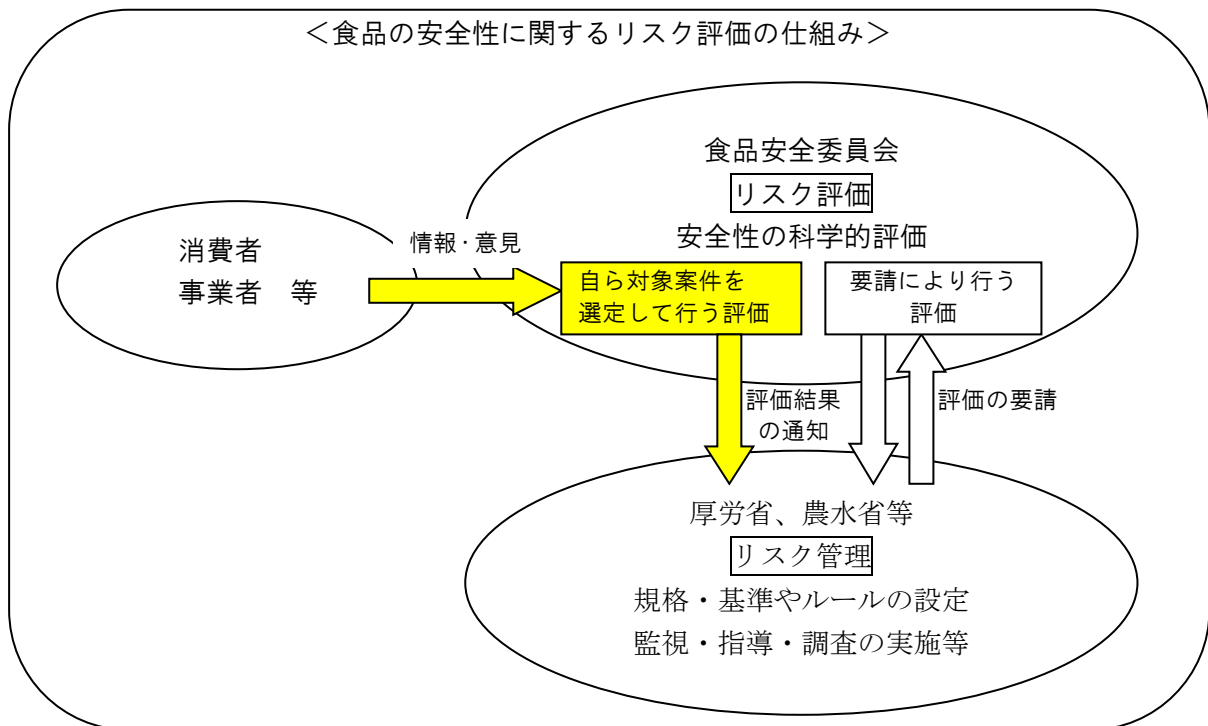 ＜食品の安全性に関するリスク評価の仕組み＞
食品安全委員会
リスク評価
安全性の科学的評価
消費者
事業者　等
情報・意見
自ら対象案件を
選定して行う評価
要請により行う
評価
評価結果
の通知
評価の要請
厚労省、農水省等
リスク管理
規格・基準やルールの設定
監視・指導・調査の実施等